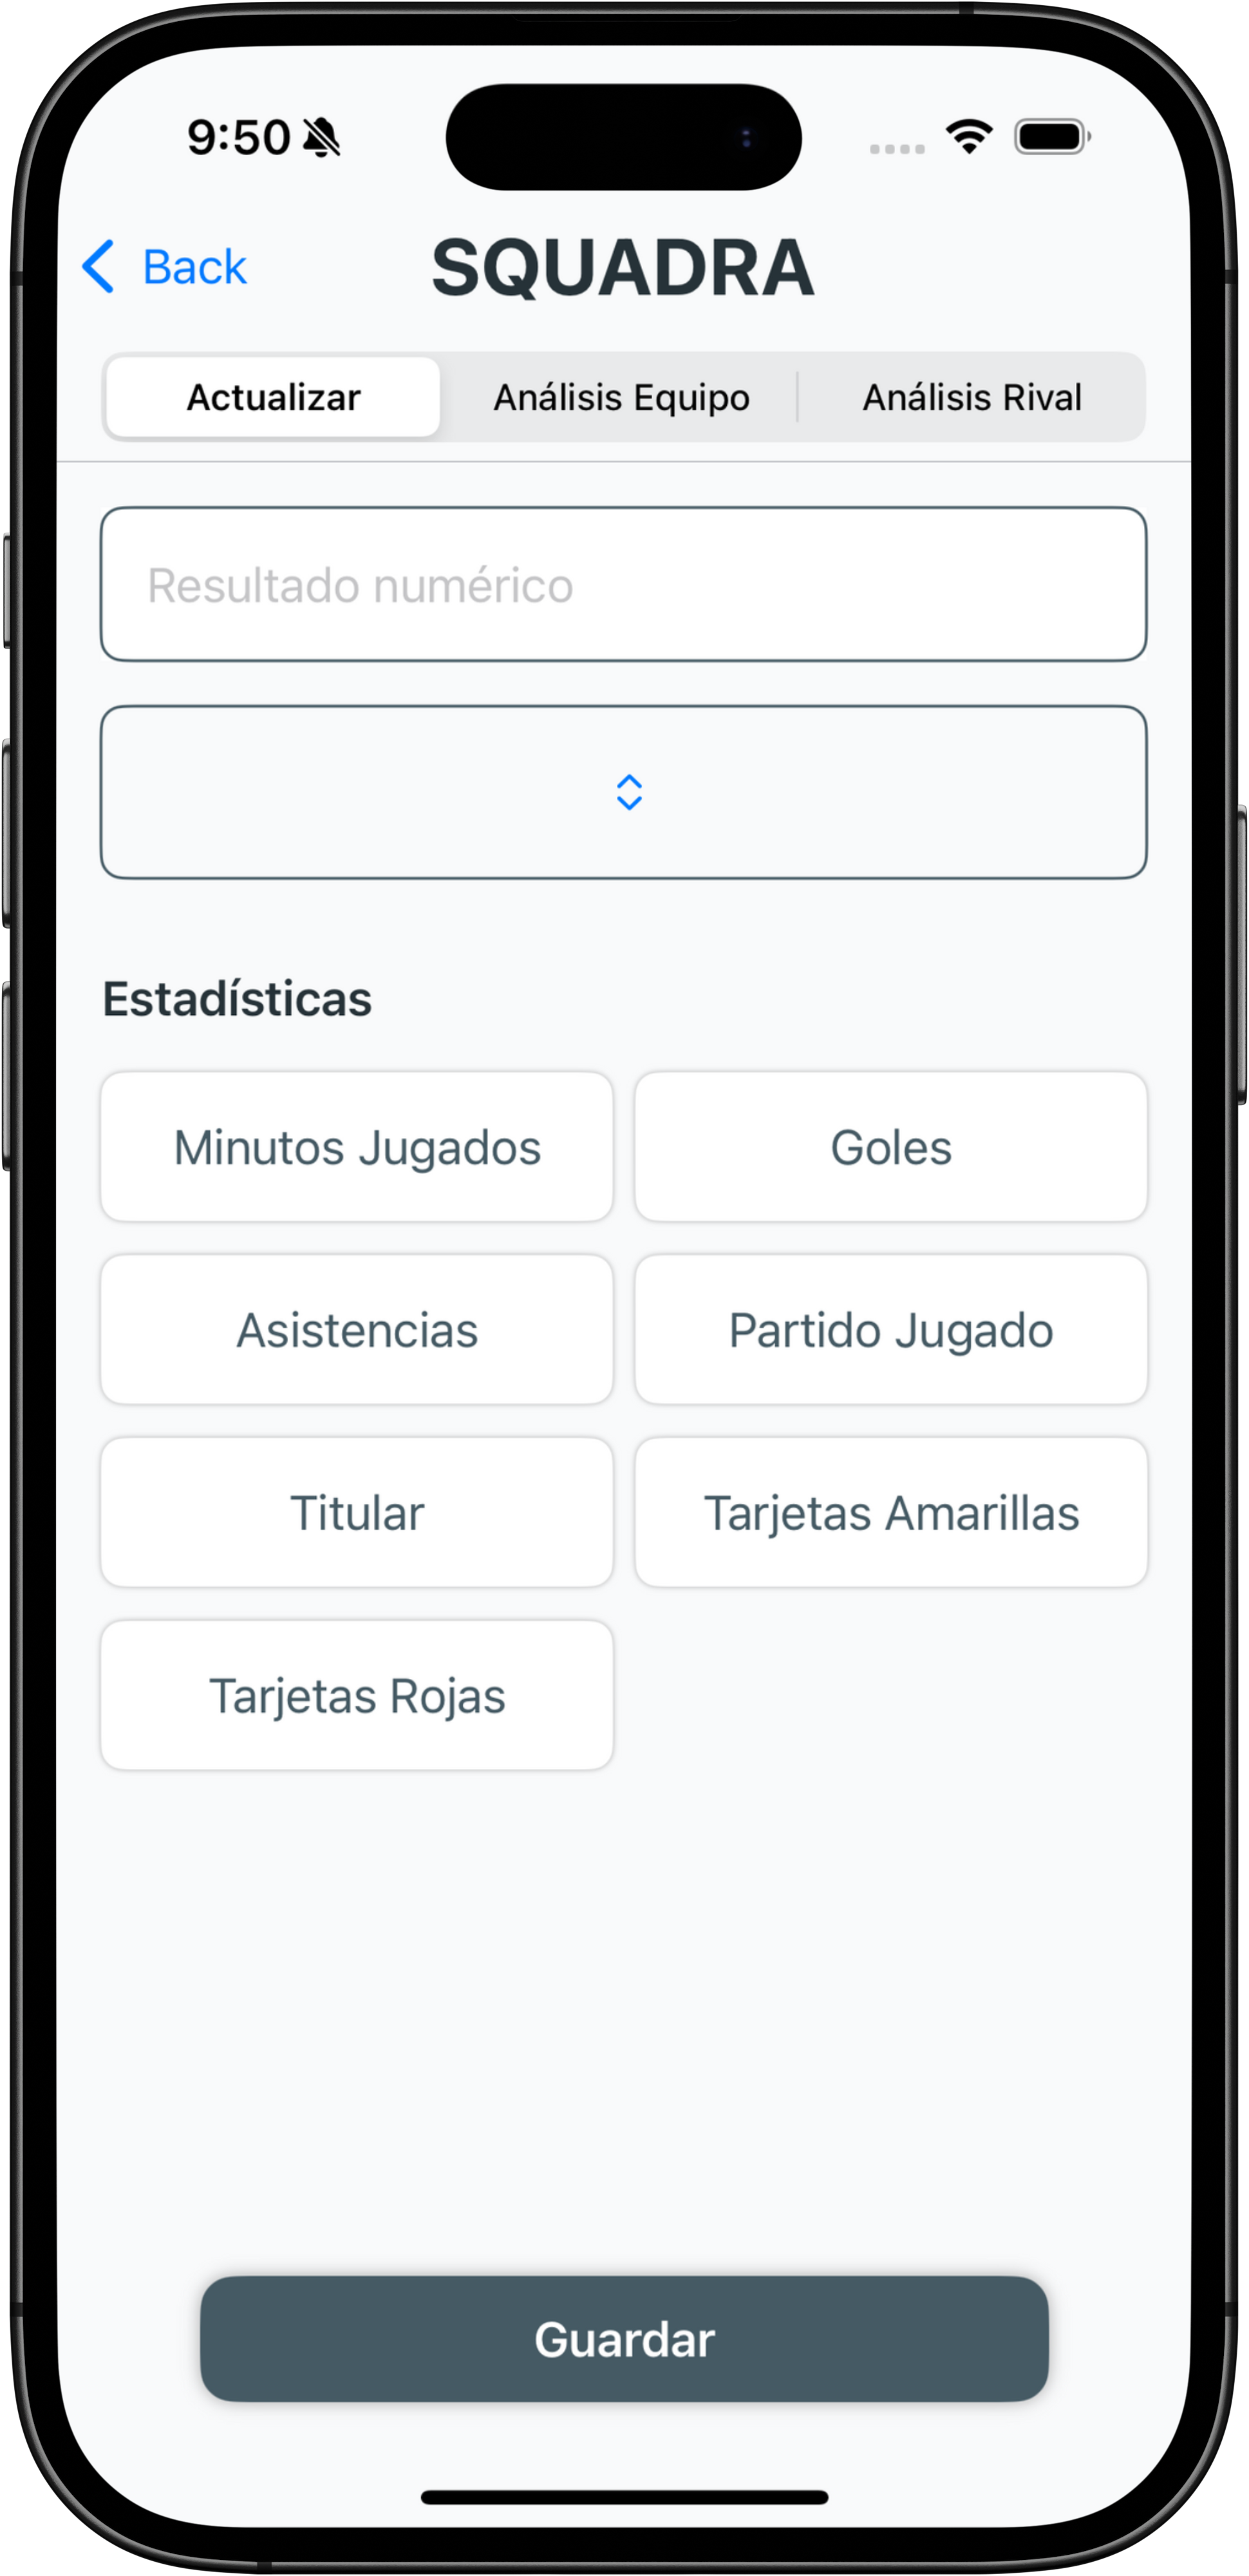 9:50
Back
SQUADRA
Actualizar
Análisis Equipo
Análisis Rival
Resultado numérico
Estadísticas
Minutos Jugados
Goles
Asistencias
Partido Jugado
Titular
Tarjetas Amarillas
Tarjetas Rojas
Guardar